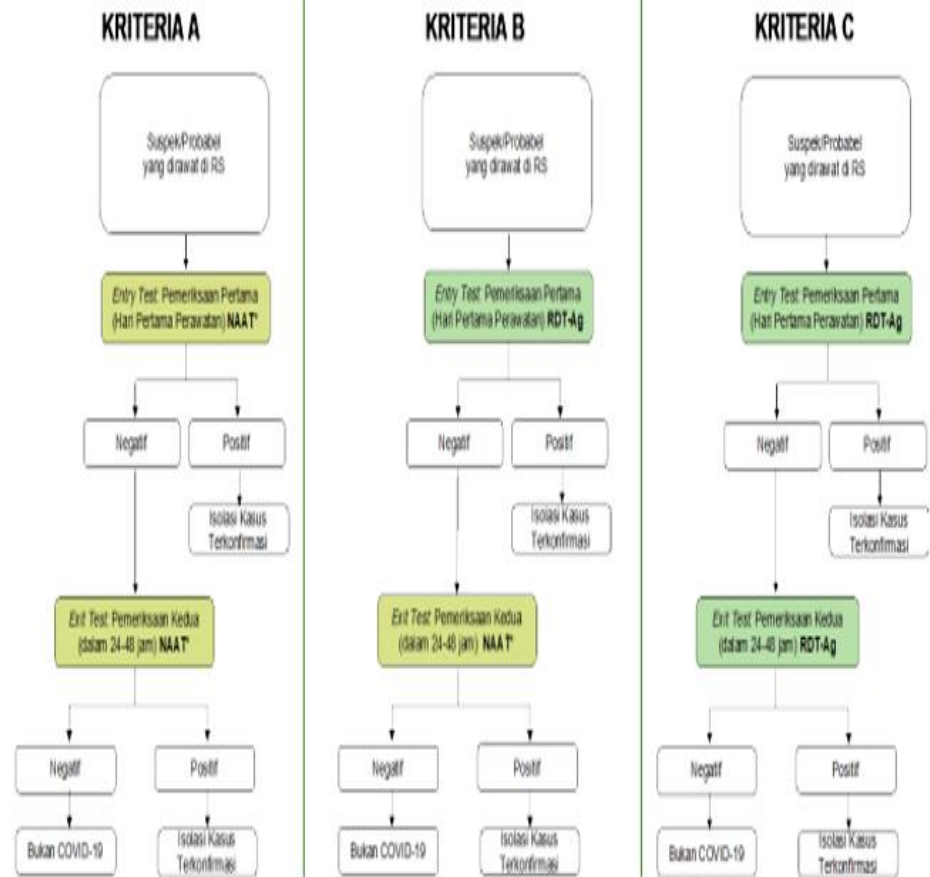 KRITERIA A
Suspek/Probabel
yang dirawat di RS
Entry Test Pemeriksaan Pertama
(Hari Pertama Perawatan) NAAT*
Negatif
Positif
Isolasi Kasus
Terkonfirmasi
Exit Test Pemeriksaan Kedua
(dalam 24-48 jam) NAAT*
Negatif
Positif
Bukan COVID-19
Isolasi Kasus
Terkonfirmasi
KRITERIA B
Suspek/Probabel
yang dirawat di RS
Entry Test Pemeriksaan Pertama
(Hari Pertama Perawatan) RDT-Ag
Negatif
Positif
Isolasi Kasus
Terkonfirmasi
Exit Test Pemeriksaan Kedua
(dalam 24-48 jam) NAAT*
Negatif
Positif
Bukan COVID-19
Isolasi Kasus
Terkonfirmasi
KRITERIA C
Suspek/Probabel
yang dirawat di RS
Entry Test Pemeriksaan Pertama
(Hari Pertama Perawatan) RDT-Ag
Negatif
Positif
Isolasi Kasus
Terkonfirmasi
Exit Test Pemeriksaan Kedua
(dalam 24-48 jam) RDT-Ag
Negatif
Positif
Bukan COVID-19
Isolasi Kasus
Terkonfirmasi